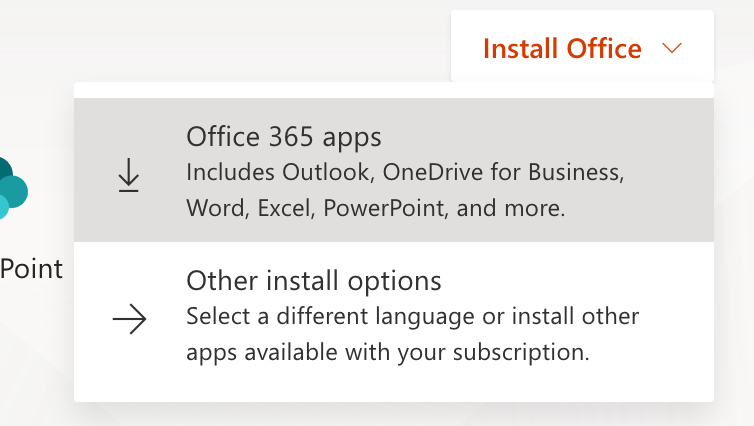 Install Office
Office 365 apps
Includes Outlook, OneDrive for Business,
Word, Excel, PowerPoint, and more.
Point
Other install options
Select a different language or install other
apps available with your subscription.